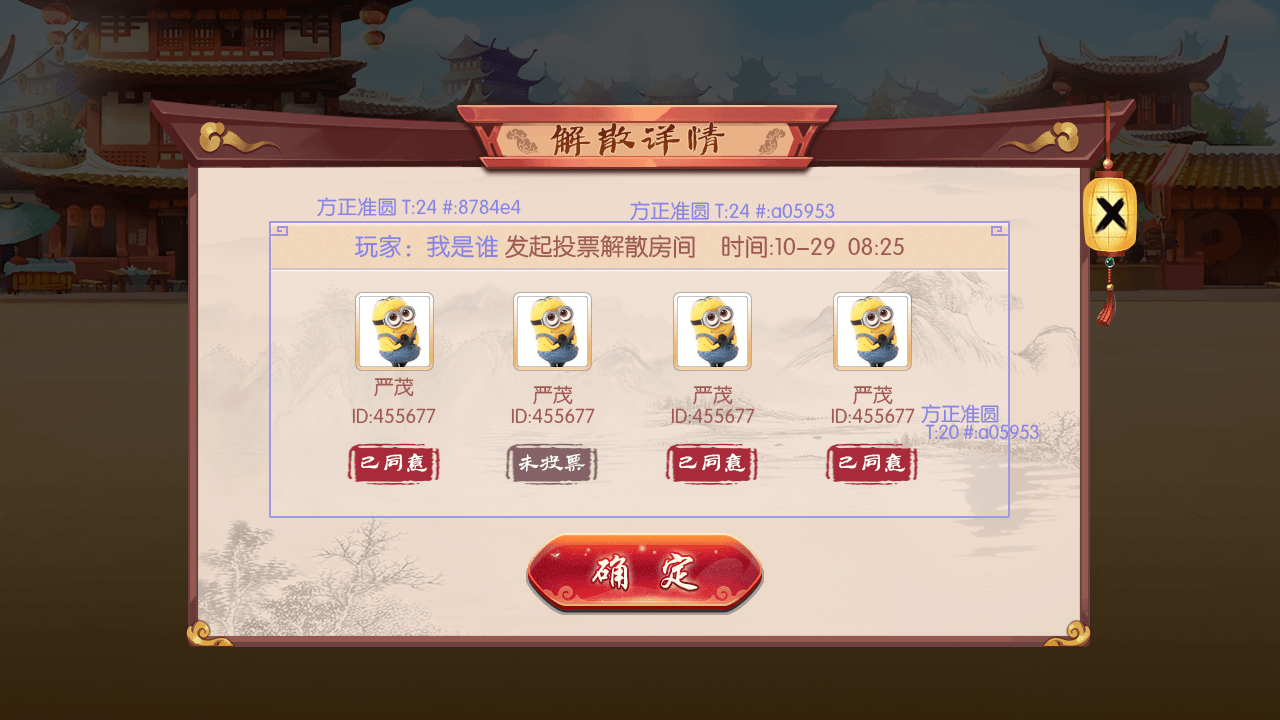 解散详情
方正准圆 T:24 #:8784e4
方正准圆 T:24 #:a05953
玩家：我是谁 发起投票解散房间 时间:10-29 08:25
严茂 严茂 严茂 严茂
ID:455677 ID:455677 ID:455677 ID:455677
方正准圆
T:20 #:a05953
已同意 未投票 已同意 已同意
确定